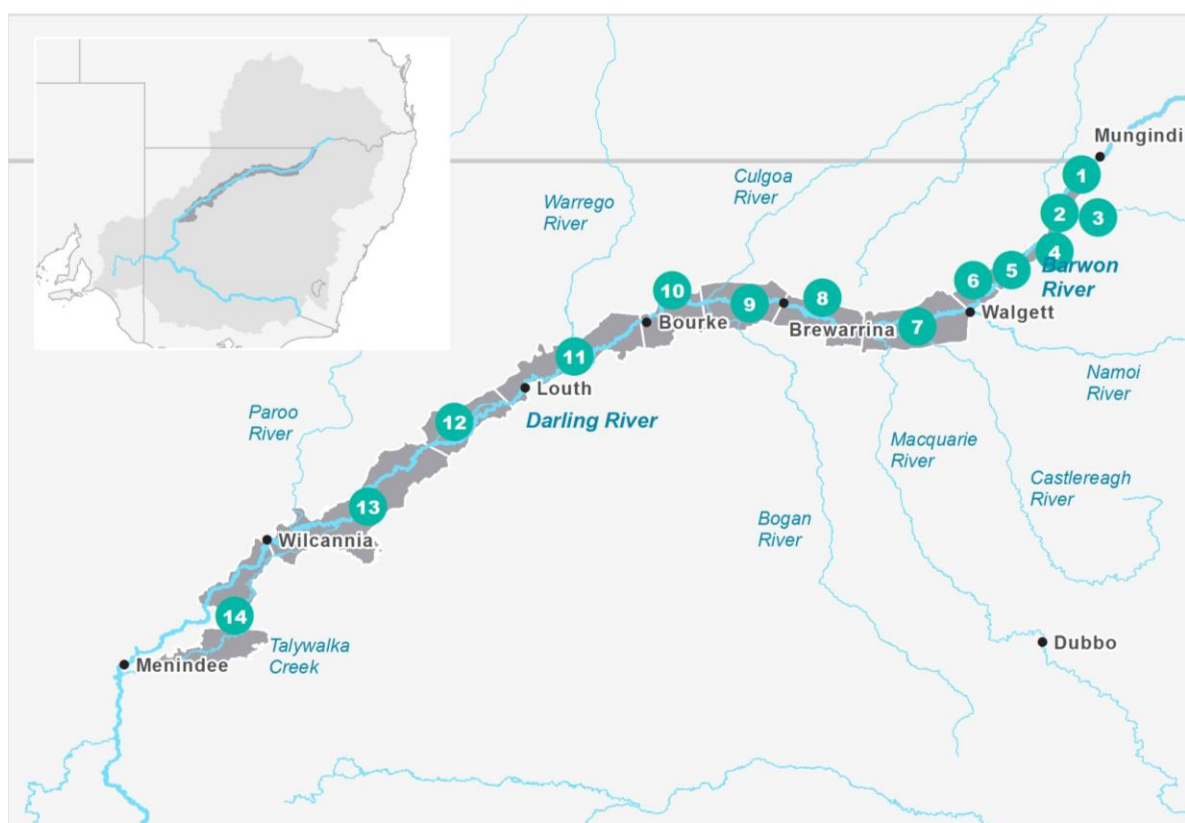 Mungindi
1
Culgoa
River
Warrego
River
2
3
4
Barwon
River
5
6
10
8
9
Walgett
Bourke
Brewarrina
7
11
Namoi
River
Louth
Paroo
River
12
Darling River
Macquarie
River
Castlereagh
River
13
Bogan
River
Wilcannia
14
Talywalka
Creek
Menindee
Dubbo